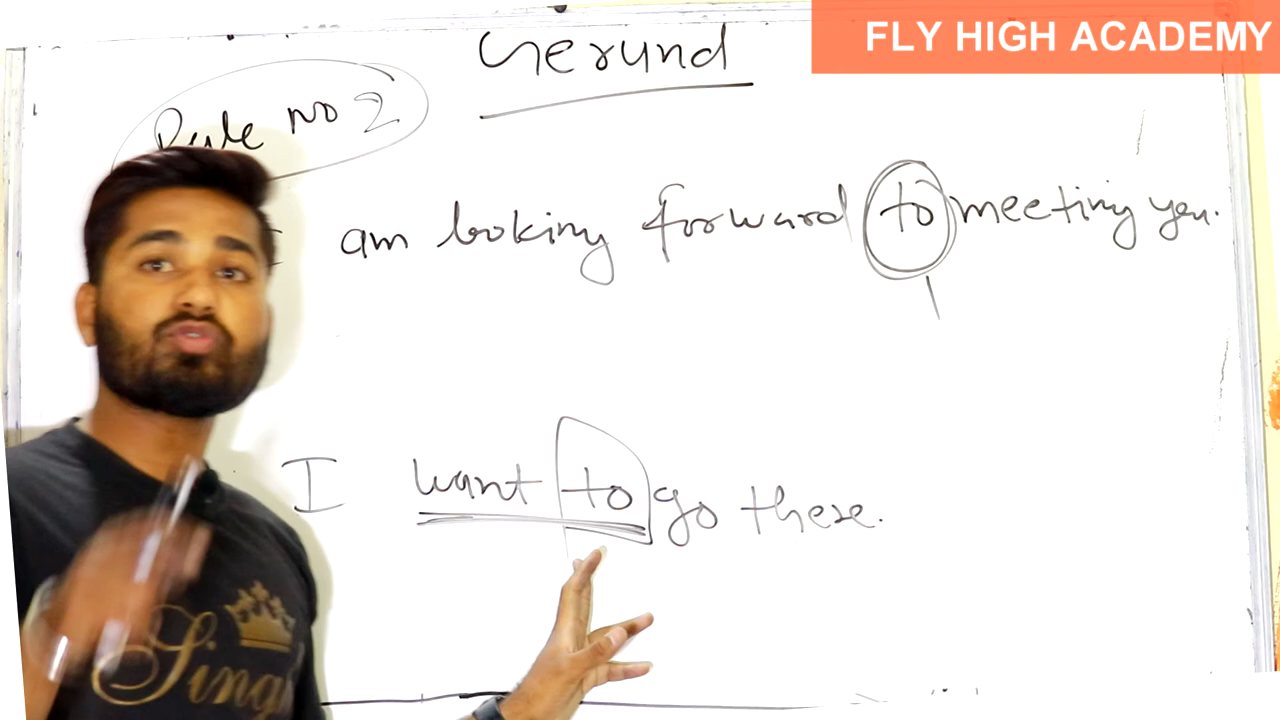 FLY HIGH ACADEMY
Gerund
Rule no 2
I am looking forward to meeting you.
I want to go there.